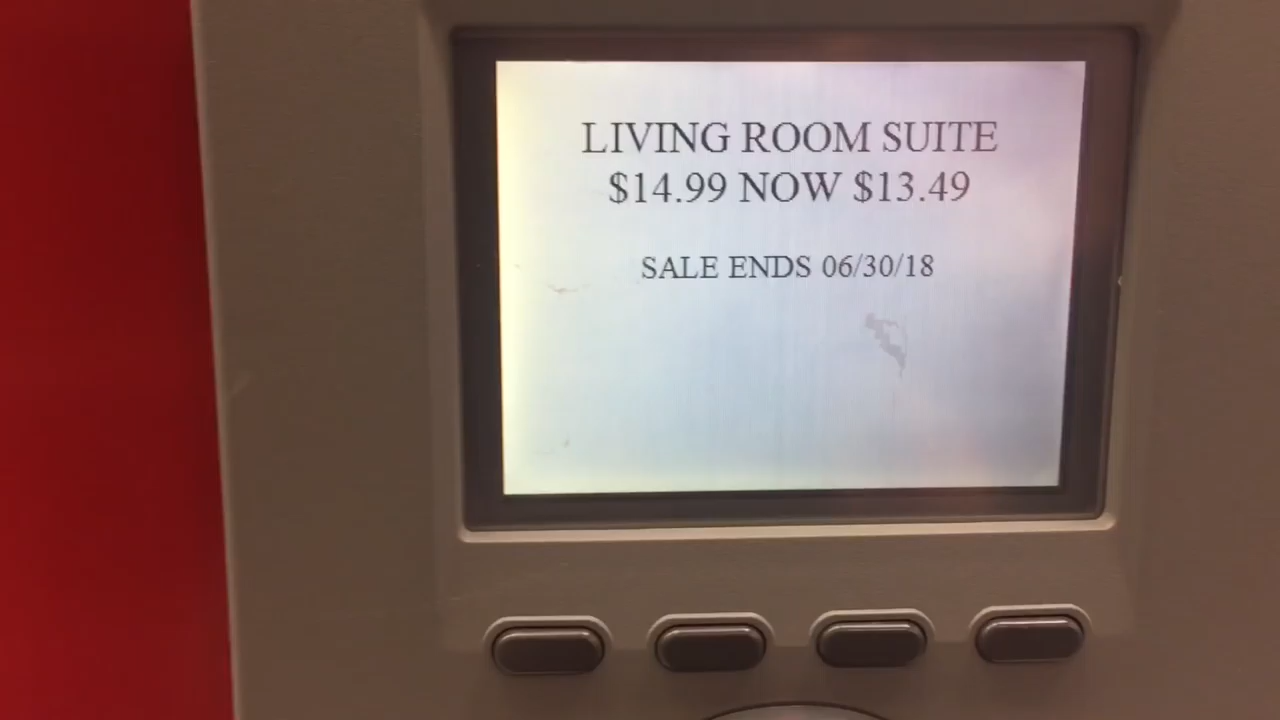 LIVING ROOM SUITE
$14.99 NOW $13.49
SALE ENDS 06/30/18